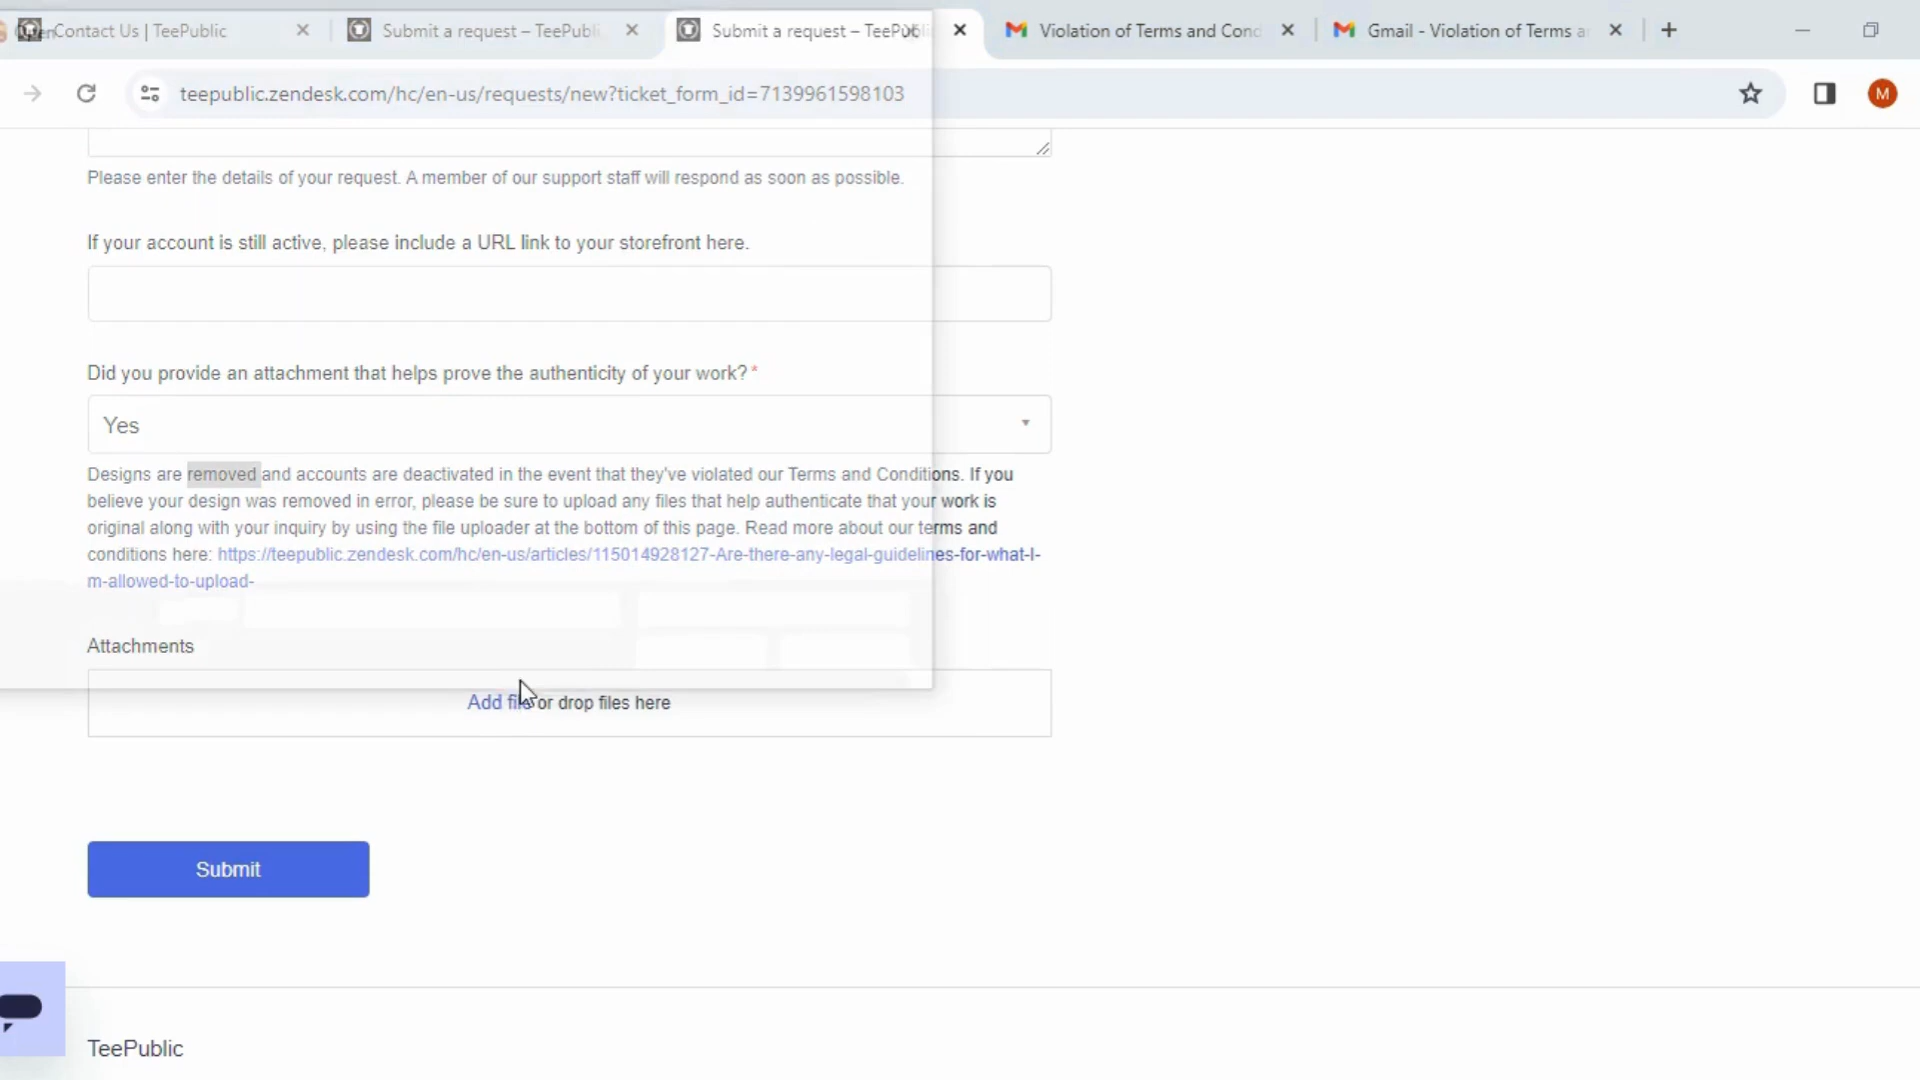 Open
Contact Us | TeePublic
Submit a request – TeePubli
Submit a request – TeePubli
Violation of Terms and Cond
Gmail - Violation of Terms a
teepublic.zendesk.com/hc/en-us/requests/new?ticket_form_id=7139961598103
M
Please enter the details of your request. A member of our support staff will respond as soon as possible.
If your account is still active, please include a URL link to your storefront here.
Did you provide an attachment that helps prove the authenticity of your work? *
Yes
Designs are removed and accounts are deactivated in the event that they've violated our Terms and Conditions. If you
believe your design was removed in error, please be sure to upload any files that help authenticate that your work is
original along with your inquiry by using the file uploader at the bottom of this page. Read more about our terms and
conditions here: https://teepublic.zendesk.com/hc/en-us/articles/115014928127-Are-there-any-legal-guidelines-for-what-I-
m-allowed-to-upload-
Attachments
Add file or drop files here
Submit
TeePublic